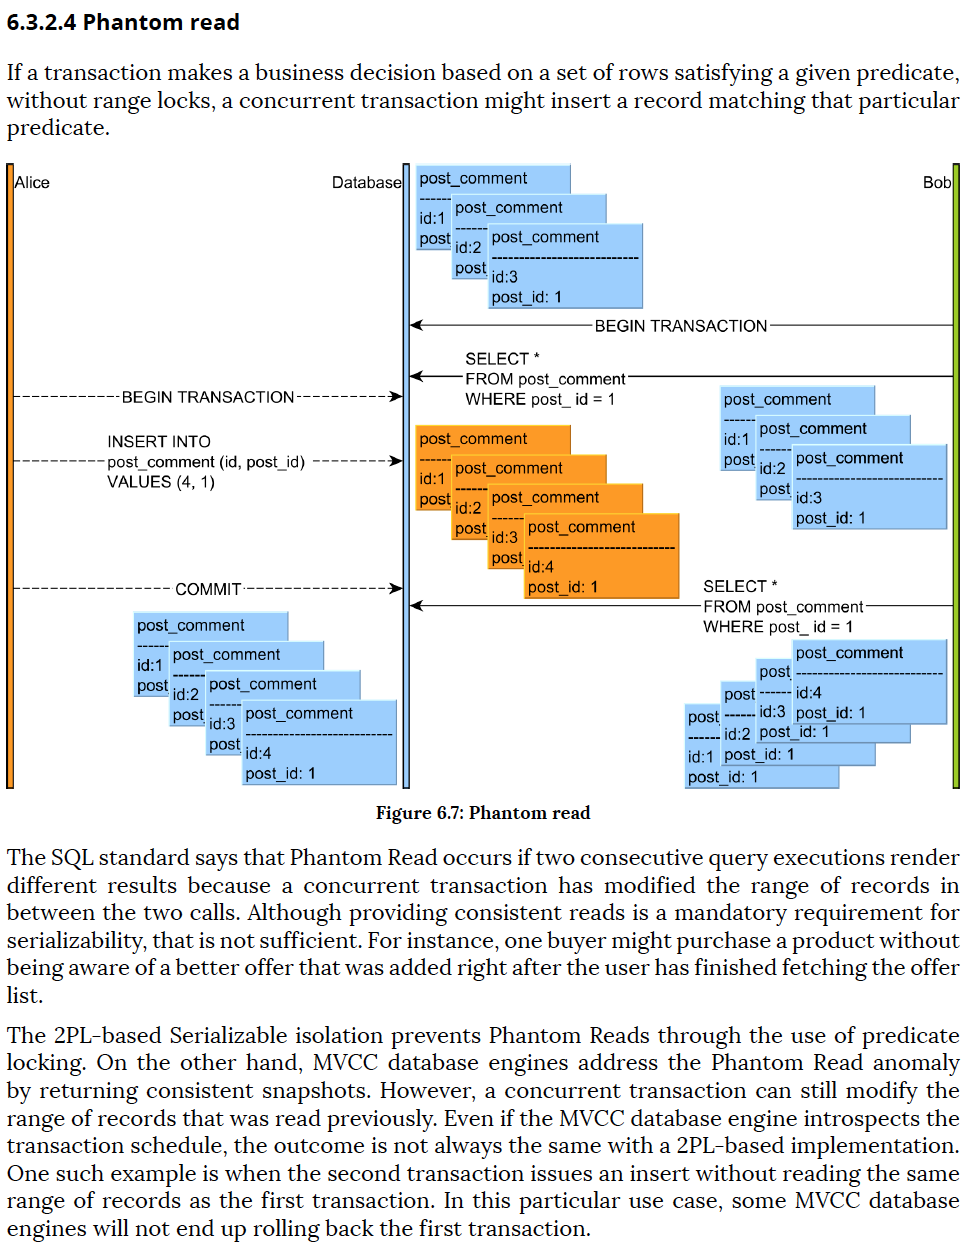 6.3.2.4 Phantom read
If a transaction makes a business decision based on a set of rows satisfying a given predicate,
without range locks, a concurrent transaction might insert a record matching that particular
predicate.
Alice
Database
Bob
post_comment
------
id:1
post
post_comment
------
id:2
post
post_comment
--------------------------
id:3
post_id: 1
BEGIN TRANSACTION
SELECT *
FROM post_comment
WHERE post_ id = 1
BEGIN TRANSACTION
post_comment
------
id:1
post
post_comment
------
id:2
post
post_comment
--------------------------
id:3
post_id: 1
INSERT INTO
post_comment (id, post_id)
VALUES (4, 1)
post_comment
------
id:1
post
post_comment
------
id:2
post
post_comment
------
id:3
post
post_comment
--------------------------
id:4
post_id: 1
COMMIT
SELECT *
FROM post_comment
WHERE post_ id = 1
post_comment
------
id:1
post
post_comment
------
id:2
post
post_comment
------
id:3
post
post_comment
--------------------------
id:4
post_id: 1
post_comment
--------------------------
id:4
post_id: 1
post
------
id:3
post_id: 1
post
------
id:2
post_id: 1
post
------
id:1
post_id: 1
Figure 6.7: Phantom read
The SQL standard says that Phantom Read occurs if two consecutive query executions render
different results because a concurrent transaction has modified the range of records in
between the two calls. Although providing consistent reads is a mandatory requirement for
serializability, that is not sufficient. For instance, one buyer might purchase a product without
being aware of a better offer that was added right after the user has finished fetching the offer
list.
The 2PL-based Serializable isolation prevents Phantom Reads through the use of predicate
locking. On the other hand, MVCC database engines address the Phantom Read anomaly
by returning consistent snapshots. However, a concurrent transaction can still modify the
range of records that was read previously. Even if the MVCC database engine introspects the
transaction schedule, the outcome is not always the same with a 2PL-based implementation.
One such example is when the second transaction issues an insert without reading the same
range of records as the first transaction. In this particular use case, some MVCC database
engines will not end up rolling back the first transaction.